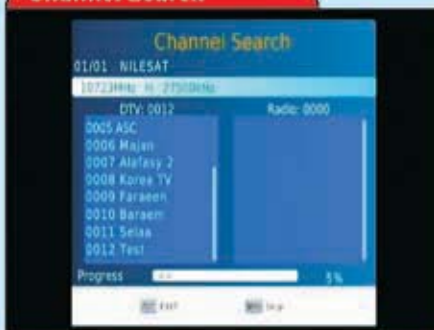 Channel Search
Channel Search
01/01 NILESAT
DTV: 0012 Radio: 0000
0005 ASC
0006 Majan
0007 Alafasy 2
0008 Korea TV
0009 Faraeen
0010 Baraem
0011 Selaa
0012 Test
Progress 5%
EXIT